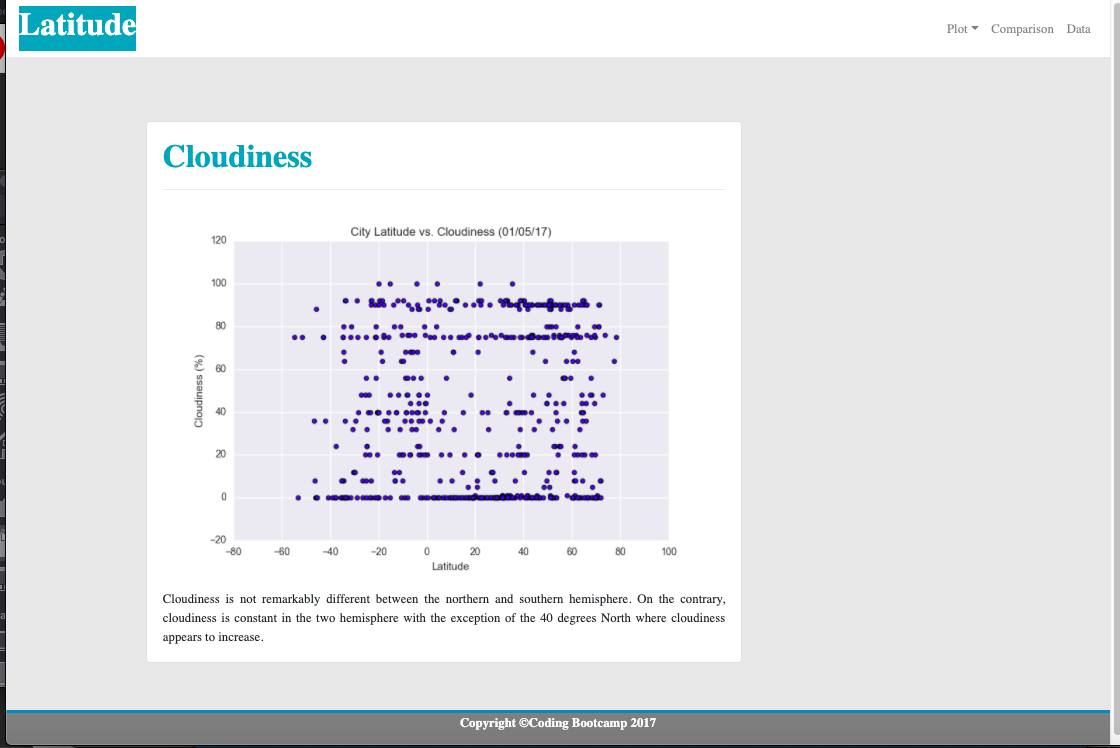 Latitude
Plot Comparison Data
Cloudiness
City Latitude vs. Cloudiness (01/05/17)
120
100
80
60
40
20
0
−20
Cloudiness (%)
−80 −60 −40 −20 0 20 40 60 80 100
Latitude
Cloudiness is not remarkably different between the northern and southern hemisphere. On the contrary,
cloudiness is constant in the two hemisphere with the exception of the 40 degrees North where cloudiness
appears to increase.
Copyright ©Coding Bootcamp 2017